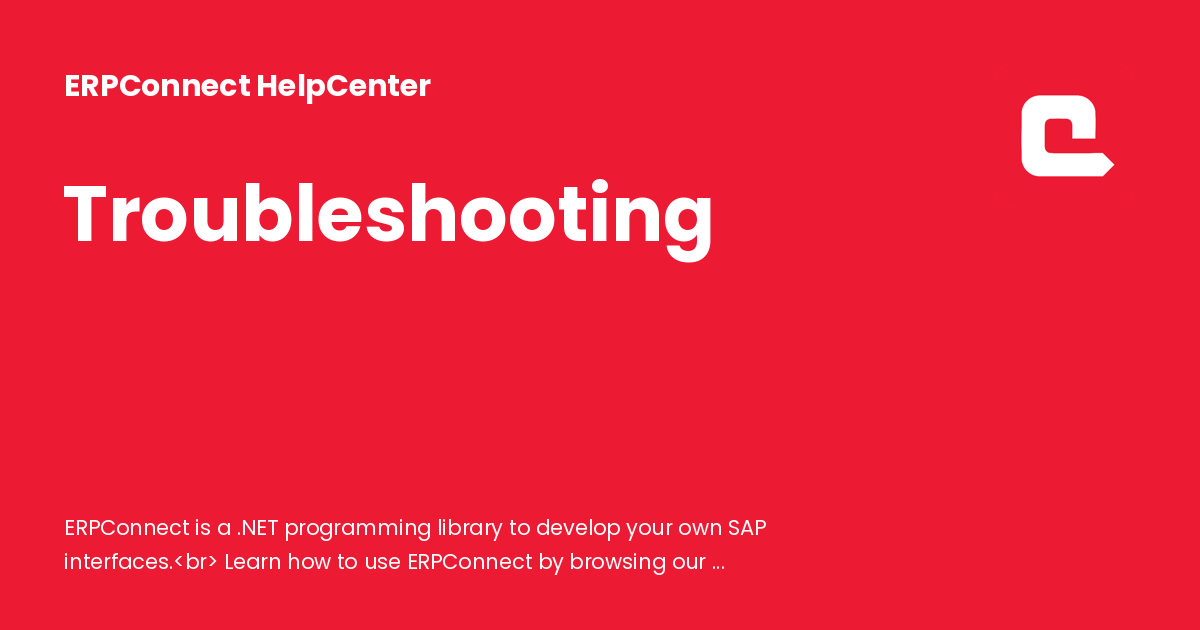 ERPConnect HelpCenter
Troubleshooting
ERPConnect is a .NET programming library to develop your own SAP
interfaces.<br> Learn how to use ERPConnect by browsing our ...